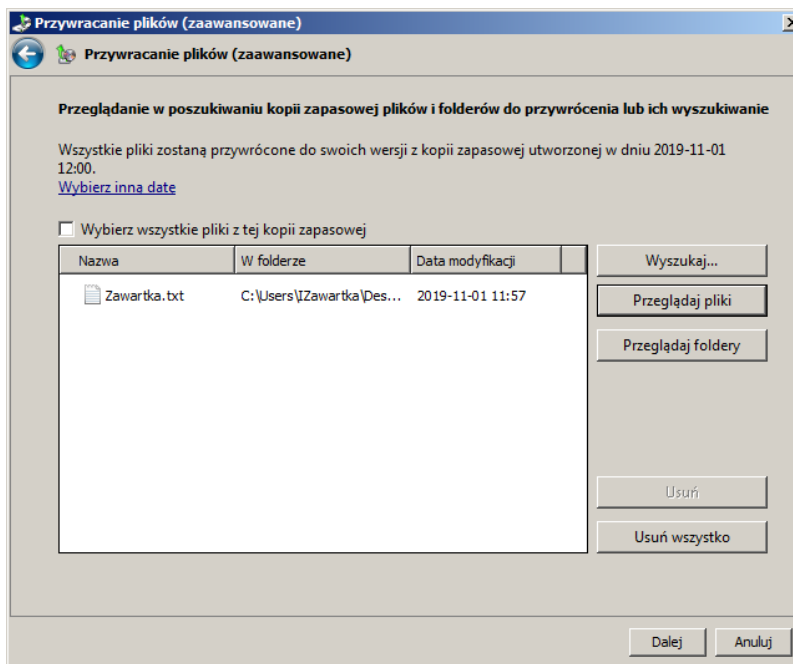 Przywracanie plików (zaawansowane)
Przywracanie plików (zaawansowane)
Przeglądanie w poszukiwaniu kopii zapasowej plików i folderów do przywrócenia lub ich wyszukiwanie
Wszystkie pliki zostaną przywrócone do swoich wersji z kopii zapasowej utworzonej w dniu 2019-11-01
12:00.
Wybierz inna date
Wybierz wszystkie pliki z tej kopii zapasowej
Nazwa W folderze Data modyfikacji
Zawartka.txt C:\Users\IZawartka\Des... 2019-11-01 11:57
Wyszukaj...
Przeglądaj pliki
Przeglądaj foldery
Usuń
Usuń wszystko
Dalej Anuluj